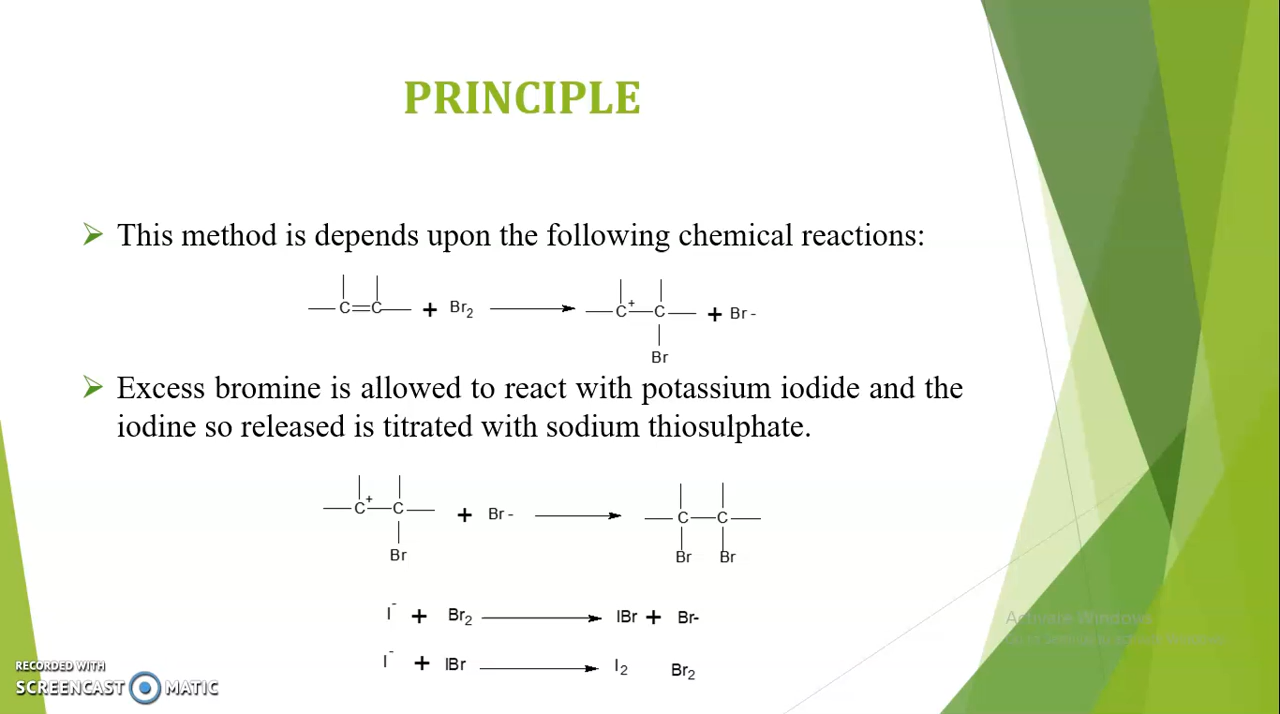 PRINCIPLE
➢ This method is depends upon the following chemical reactions:
C=C + Br2 → C+—C + Br -
Br
➢ Excess bromine is allowed to react with potassium iodide and the
iodine so released is titrated with sodium thiosulphate.
C+—C + Br - → C—C
Br Br Br
I- + Br2 → IBr + Br-
I- + IBr → I2 Br2
Activate Windows
RECORDED WITH
SCREENCAST MATIC